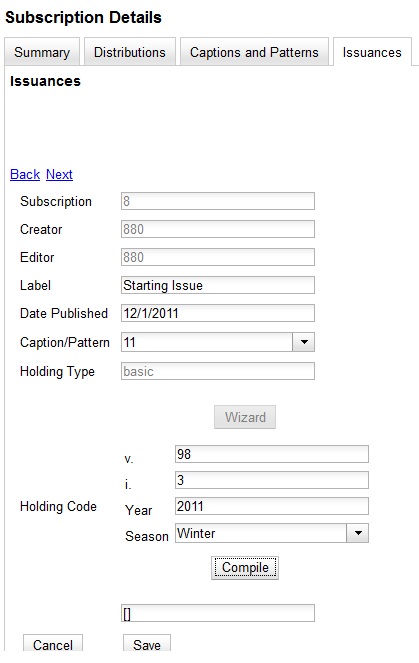 Subscription Details
Summary Distributions Captions and Patterns Issuances
Issuances
Back Next
Subscription 8
Creator 880
Editor 880
Label Starting Issue
Date Published 12/1/2011
Caption/Pattern 11
Holding Type basic
Wizard
v. 98
i. 3
Holding Code Year 2011
Season Winter
Compile
[]
Cancel Save